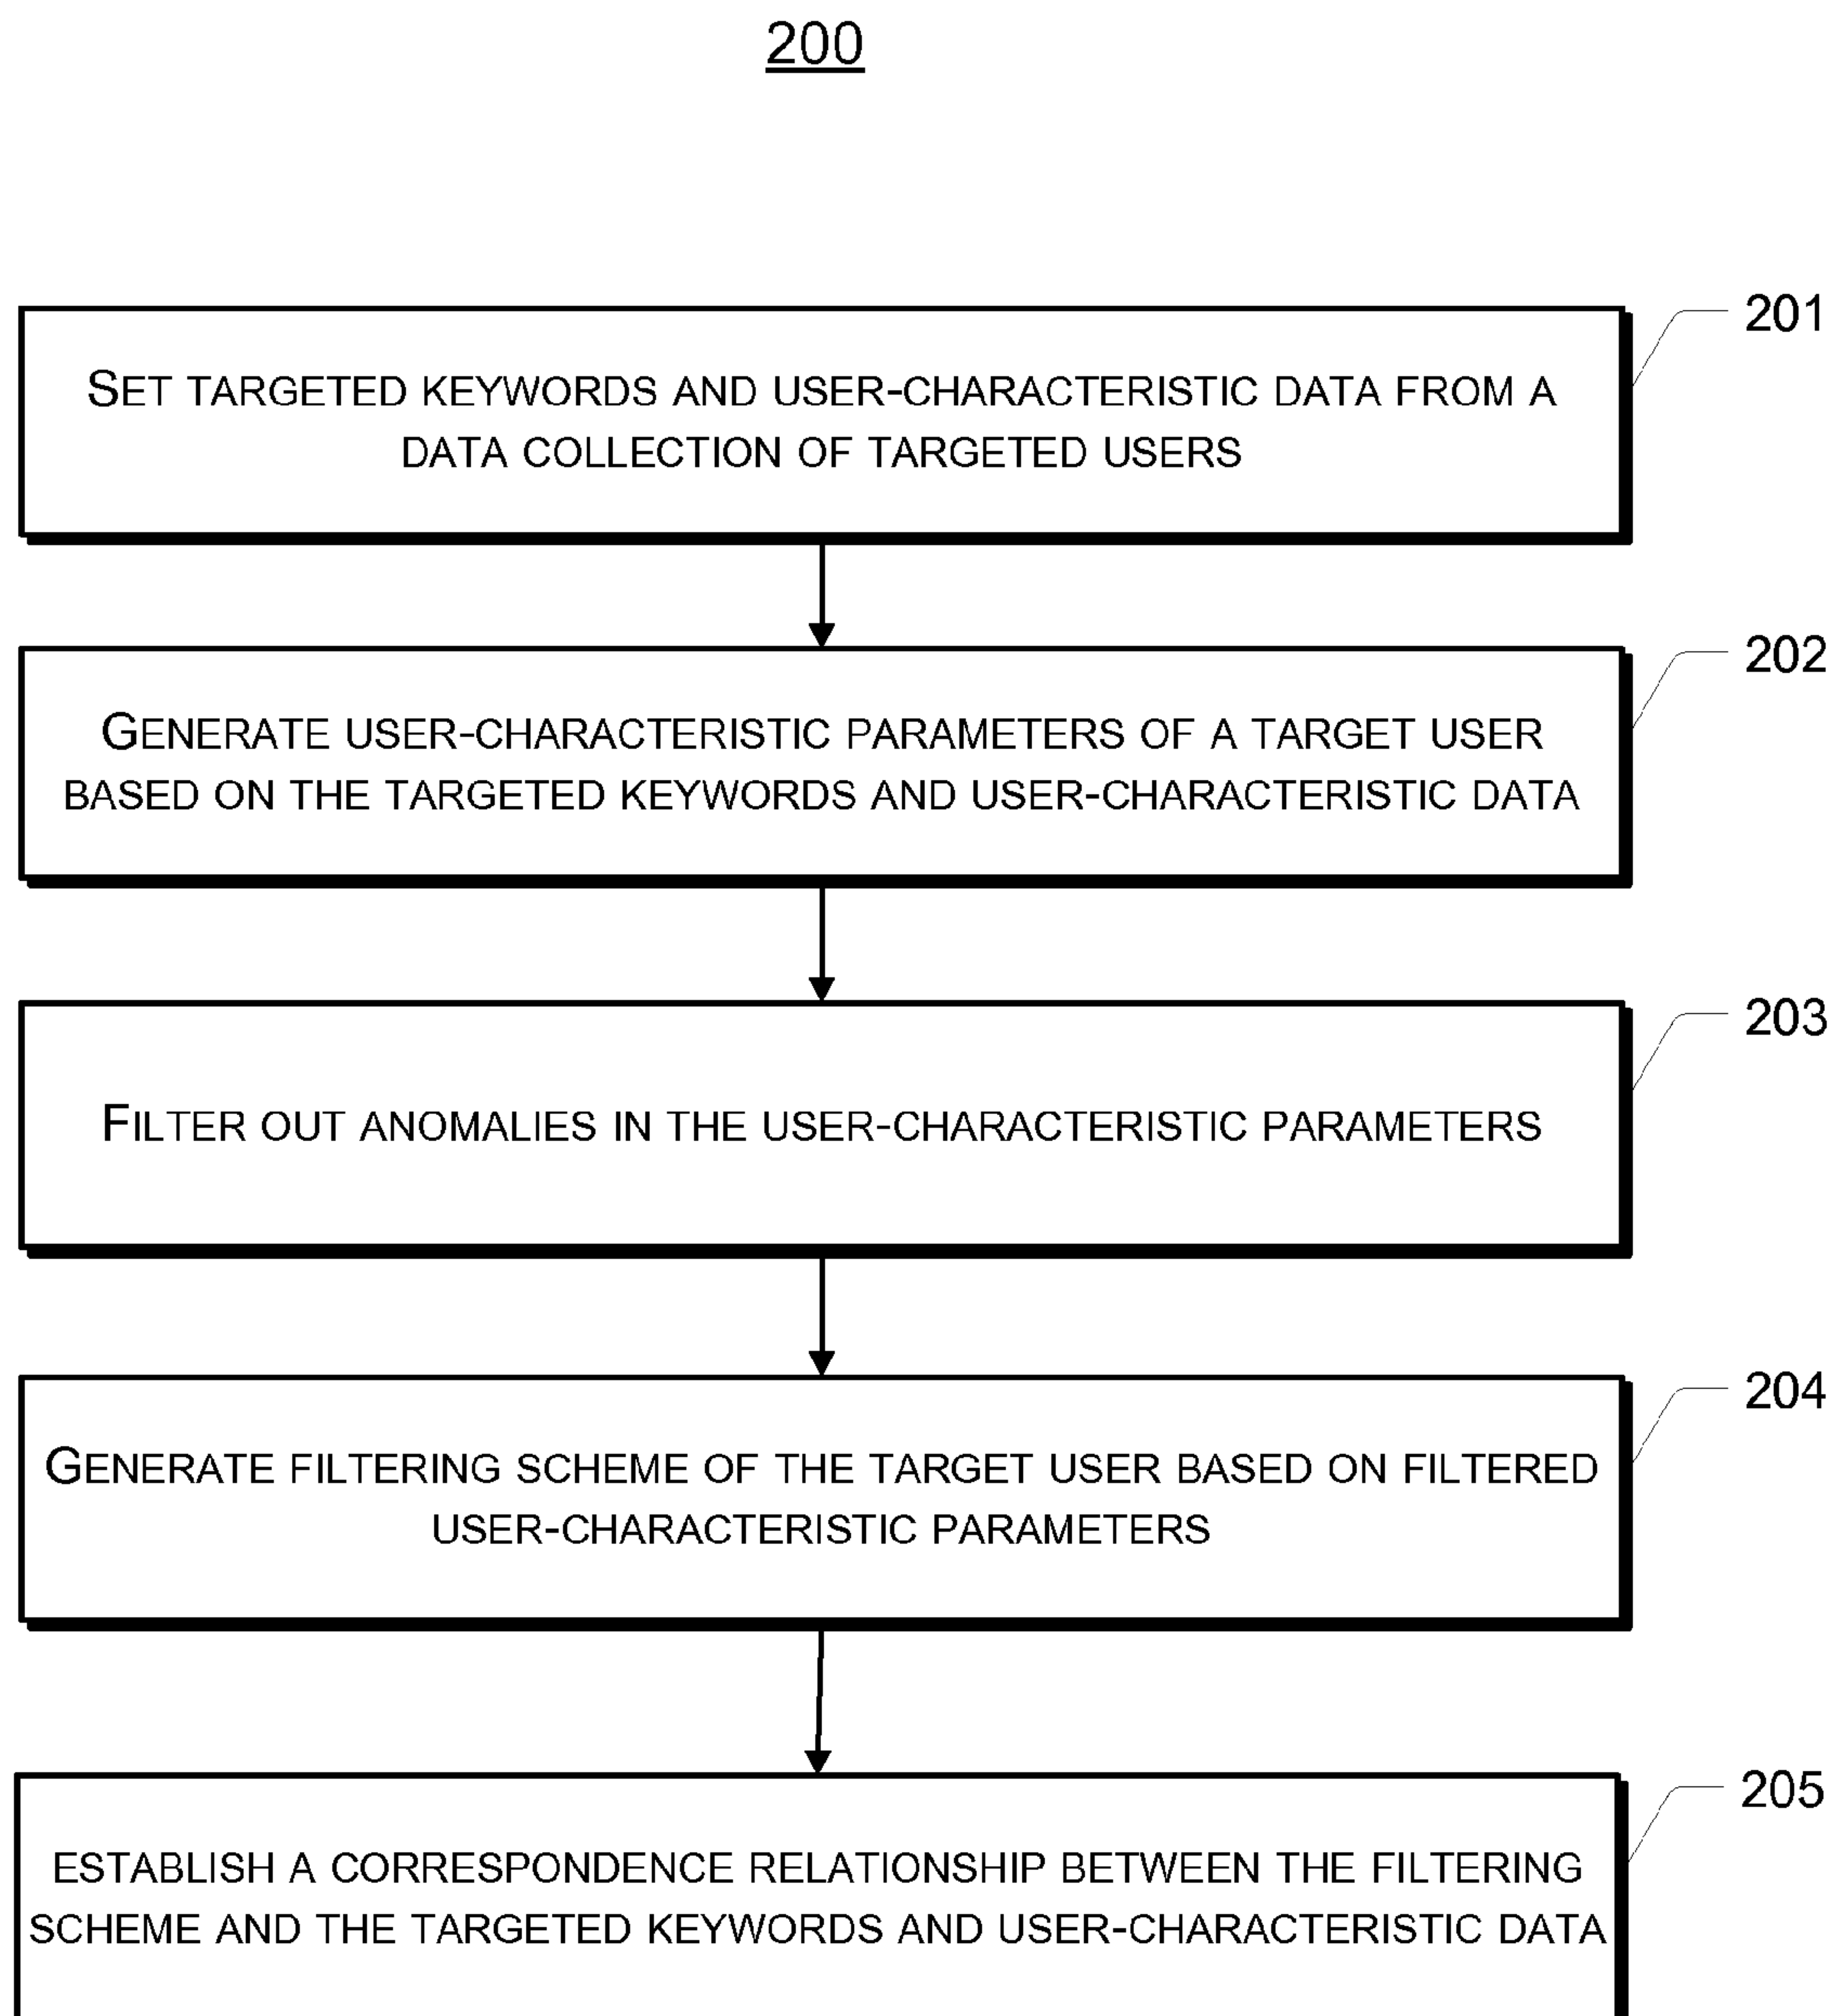 200
SET TARGETED KEYWORDS AND USER-CHARACTERISTIC DATA FROM A
DATA COLLECTION OF TARGETED USERS
201
GENERATE USER-CHARACTERISTIC PARAMETERS OF A TARGET USER
BASED ON THE TARGETED KEYWORDS AND USER-CHARACTERISTIC DATA
202
FILTER OUT ANOMALIES IN THE USER-CHARACTERISTIC PARAMETERS
203
GENERATE FILTERING SCHEME OF THE TARGET USER BASED ON FILTERED
USER-CHARACTERISTIC PARAMETERS
204
ESTABLISH A CORRESPONDENCE RELATIONSHIP BETWEEN THE FILTERING
SCHEME AND THE TARGETED KEYWORDS AND USER-CHARACTERISTIC DATA
205